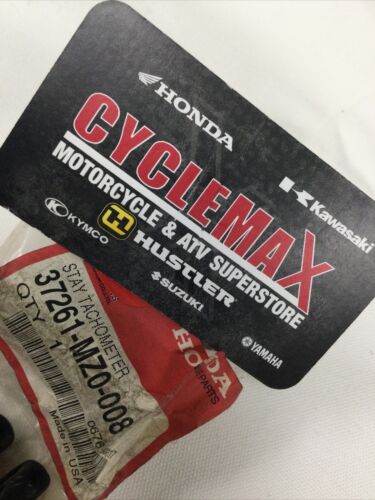 HONDA
CYCLEMAX
MOTORCYCLE & ATV SUPERSTORE
Kawasaki
KYMCO
HUSTLER
SUZUKI
YAMAHA
STAY TACHOMETER
37261-MZ0-008
QTY 1
Made in USA
HONDA
PARTS